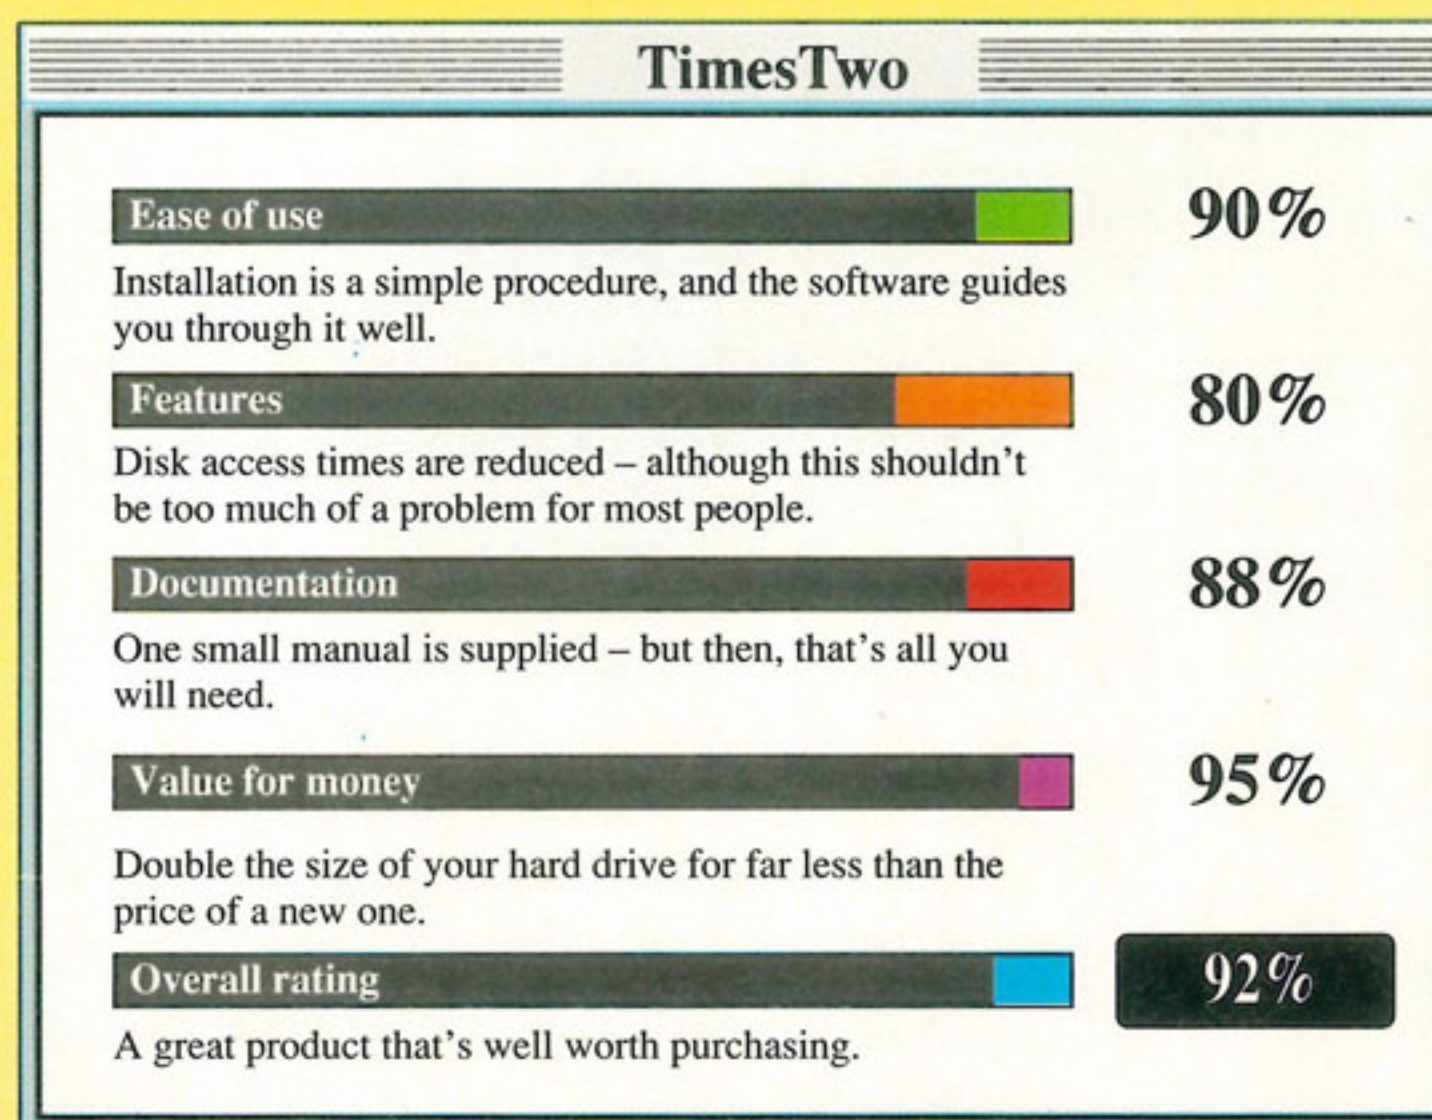 TimesTwo
Ease of use 90%
Installation is a simple procedure, and the software guides
you through it well.
Features 80%
Disk access times are reduced – although this shouldn't
be too much of a problem for most people.
Documentation 88%
One small manual is supplied – but then, that's all you
will need.
Value for money 95%
Double the size of your hard drive for far less than the
price of a new one.
Overall rating 92%
A great product that's well worth purchasing.